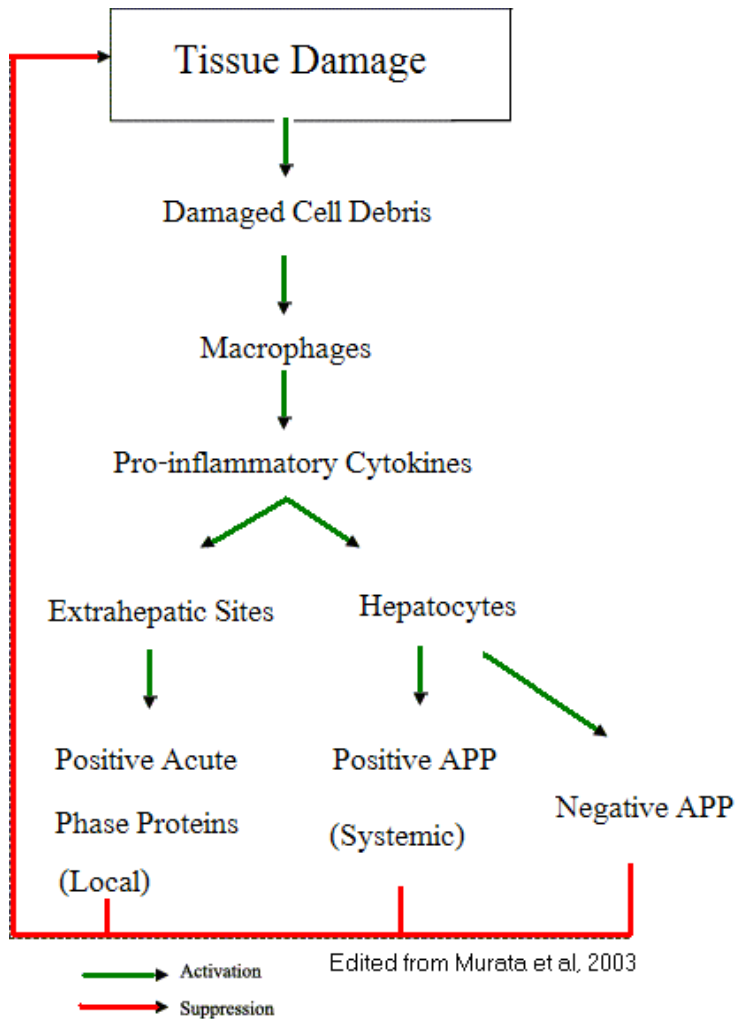 Tissue Damage
Damaged Cell Debris
Macrophages
Pro-inflammatory Cytokines
Extrahepatic Sites
Hepatocytes
Positive Acute
Phase Proteins
(Local)
Positive APP
(Systemic)
Negative APP
Edited from Murata et al, 2003
Activation
Suppression